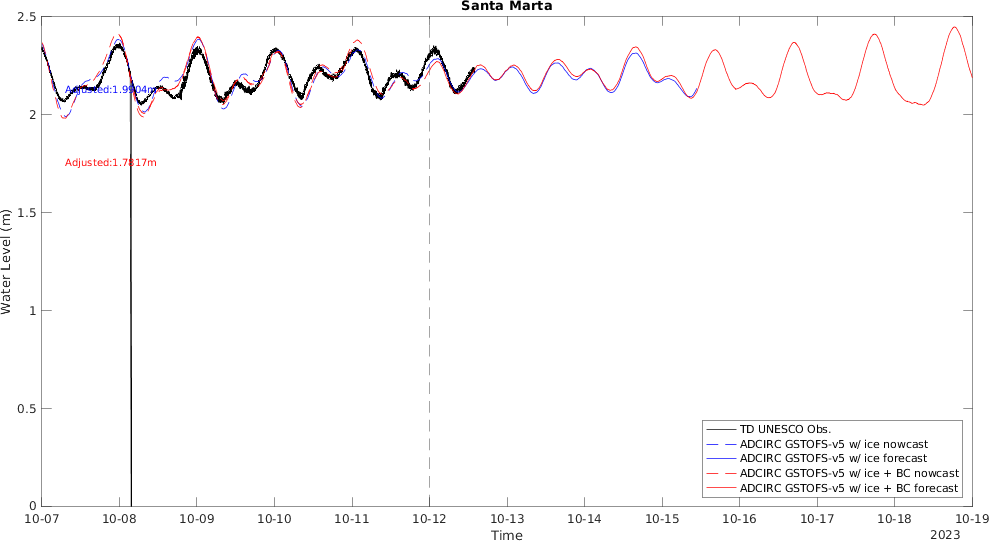 Santa Marta
2.5
2
1.5
1
0.5
0
Water Level (m)
Adjusted:1.9904m
Adjusted:1.7817m
TD UNESCO Obs.
ADCIRC GSTOFS-v5 w/ ice nowcast
ADCIRC GSTOFS-v5 w/ ice forecast
ADCIRC GSTOFS-v5 w/ ice + BC nowcast
ADCIRC GSTOFS-v5 w/ ice + BC forecast
10-07 10-08 10-09 10-10 10-11 10-12 10-13 10-14 10-15 10-16 10-17 10-18 10-19
Time
2023